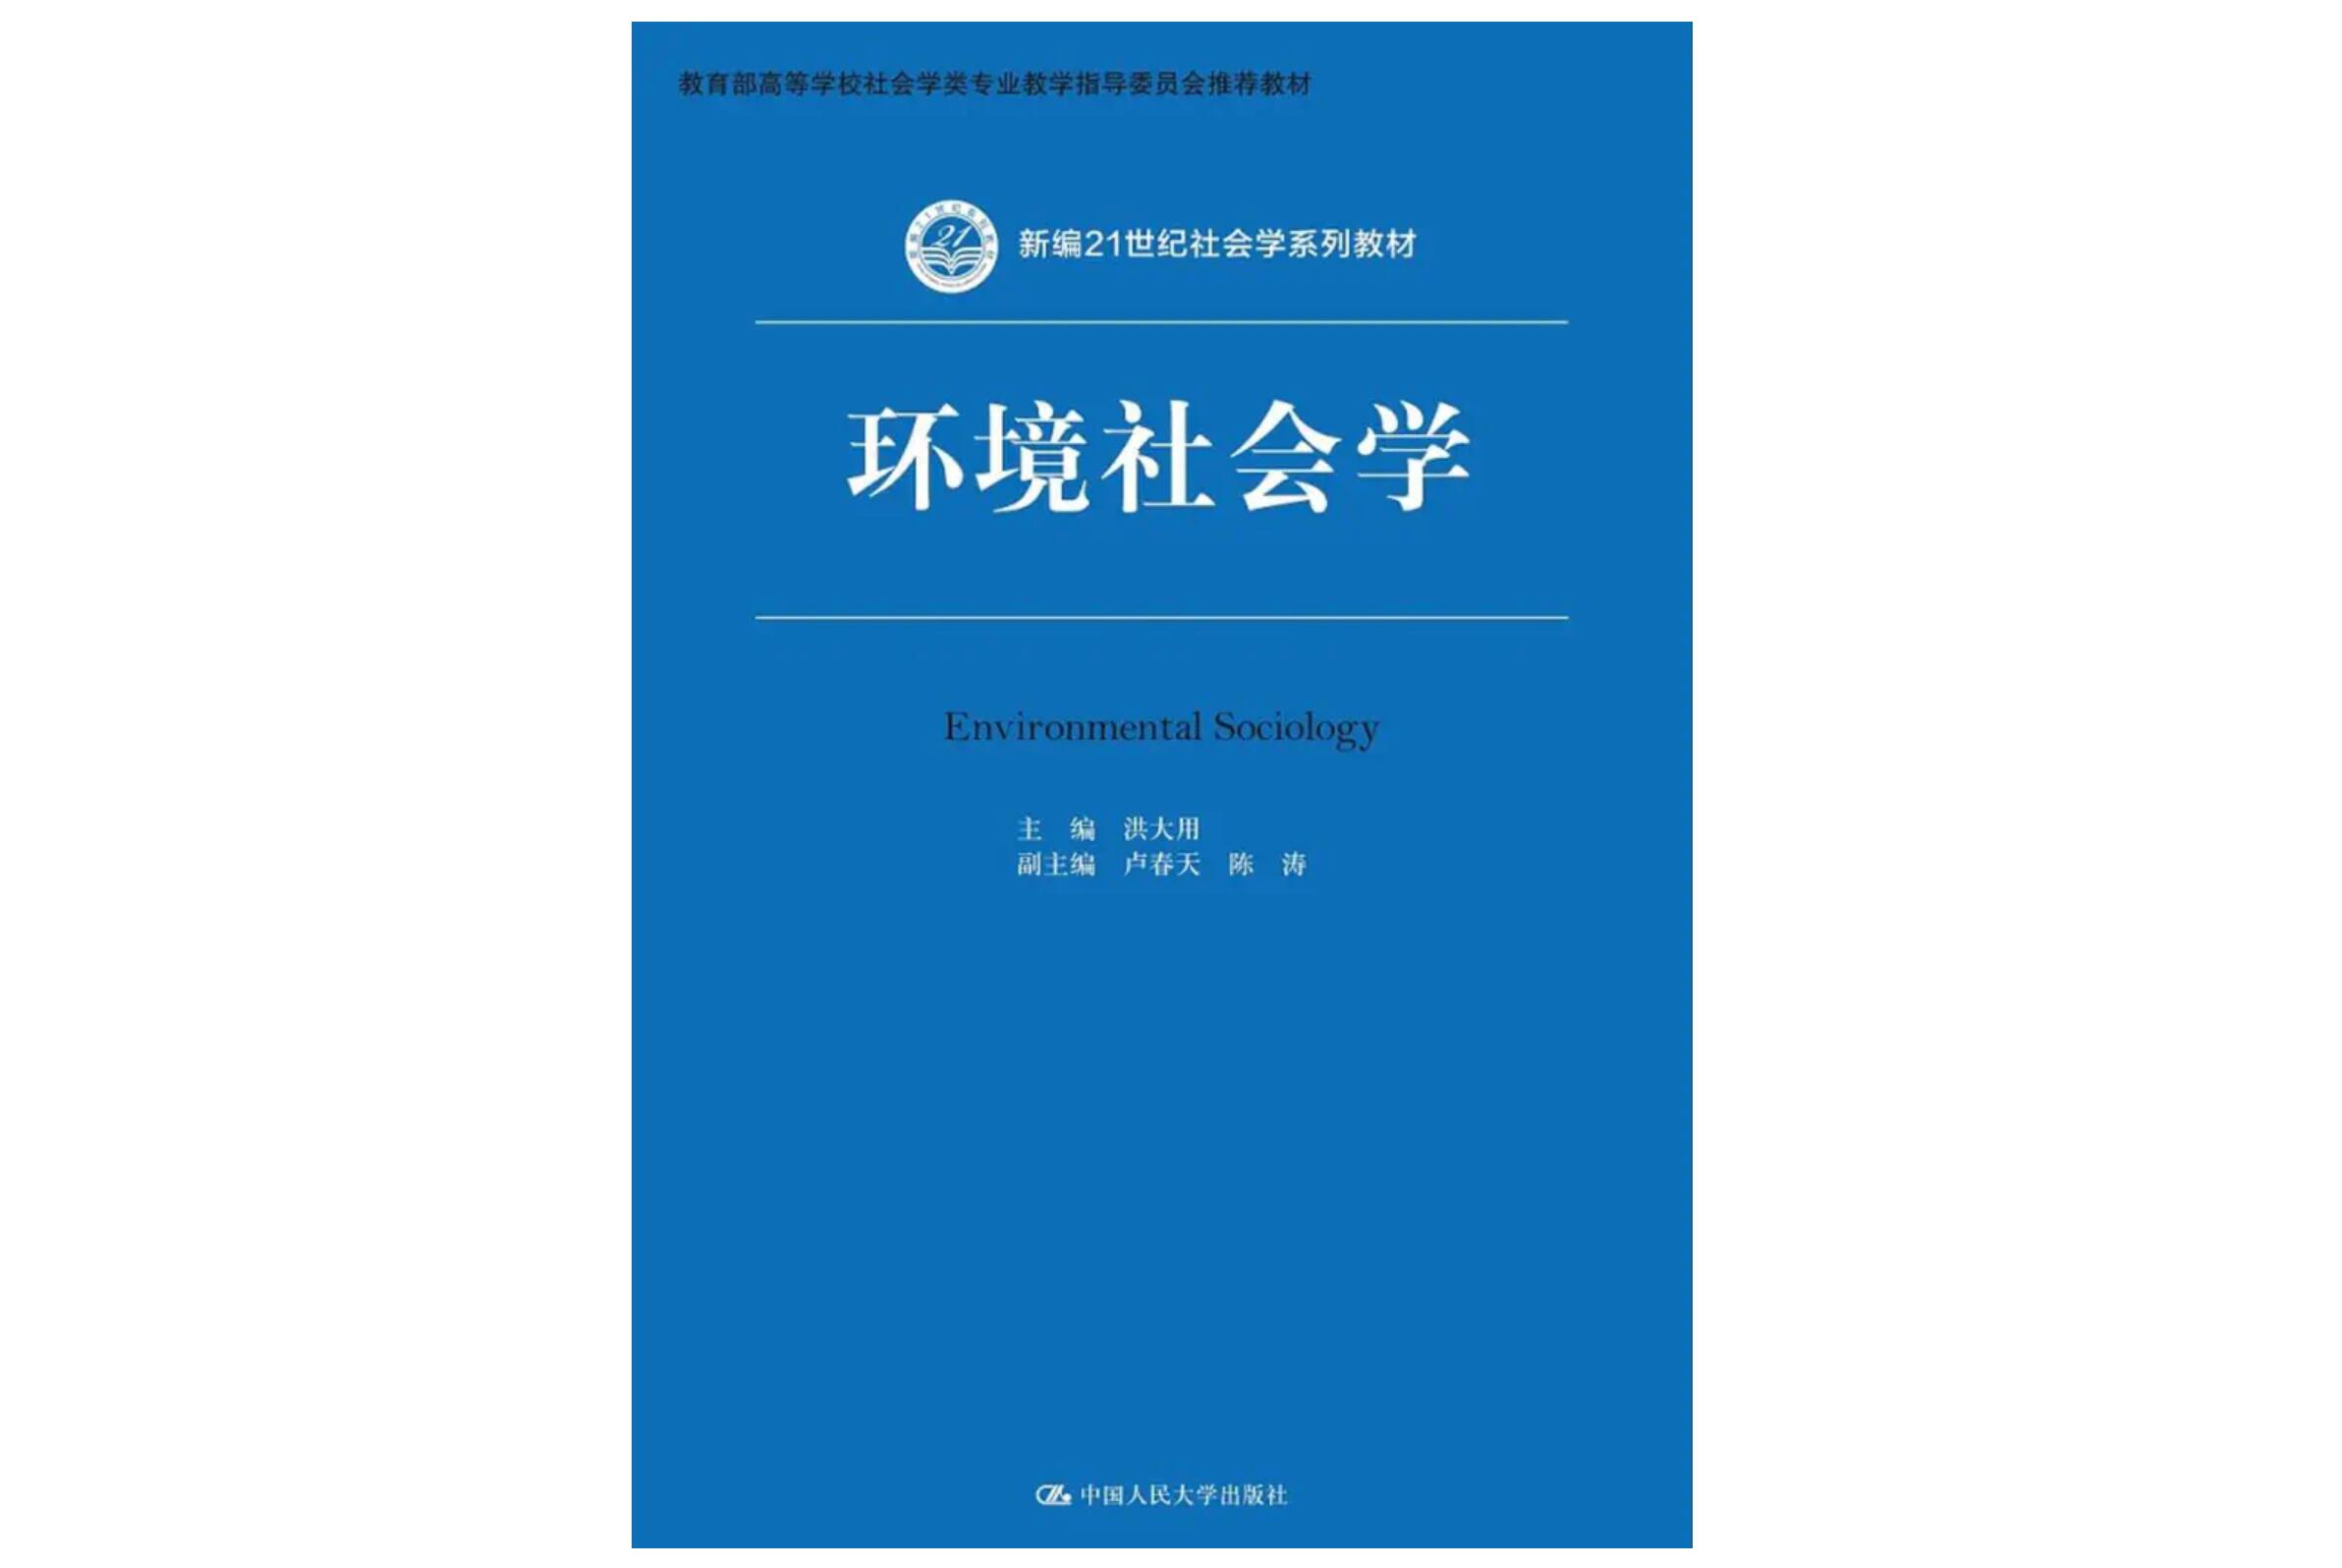 教育部高等学校社会学类专业教学指导委员会推荐教材
21
新编21世纪社会学系列教材
环境社会学
Environmental Sociology
主　编　洪大用
副主编　卢春天　陈　涛
中国人民大学出版社